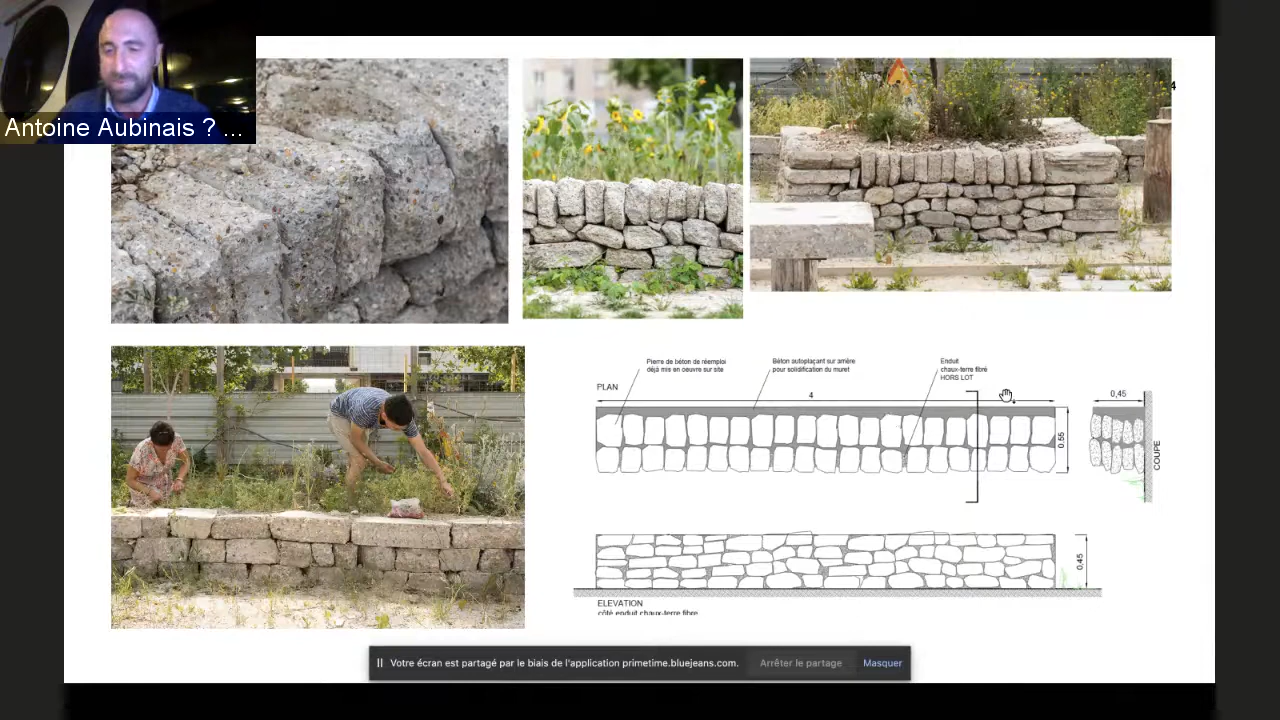 Antoine Aubinais ? ...
4
Pierre de béton de réemploi
déjà mis en oeuvre sur site
Béton autoplaçant sur arrière
pour solidification du muret
Enduit
chaux-terre fibré
HORS LOT
PLAN
4
0,45
0,55
COUPE
0,45
ELEVATION
côté enduit chaux-terre fibre
Votre écran est partagé par le biais de l'application primetime.bluejeans.com.
Arrêter le partage
Masquer